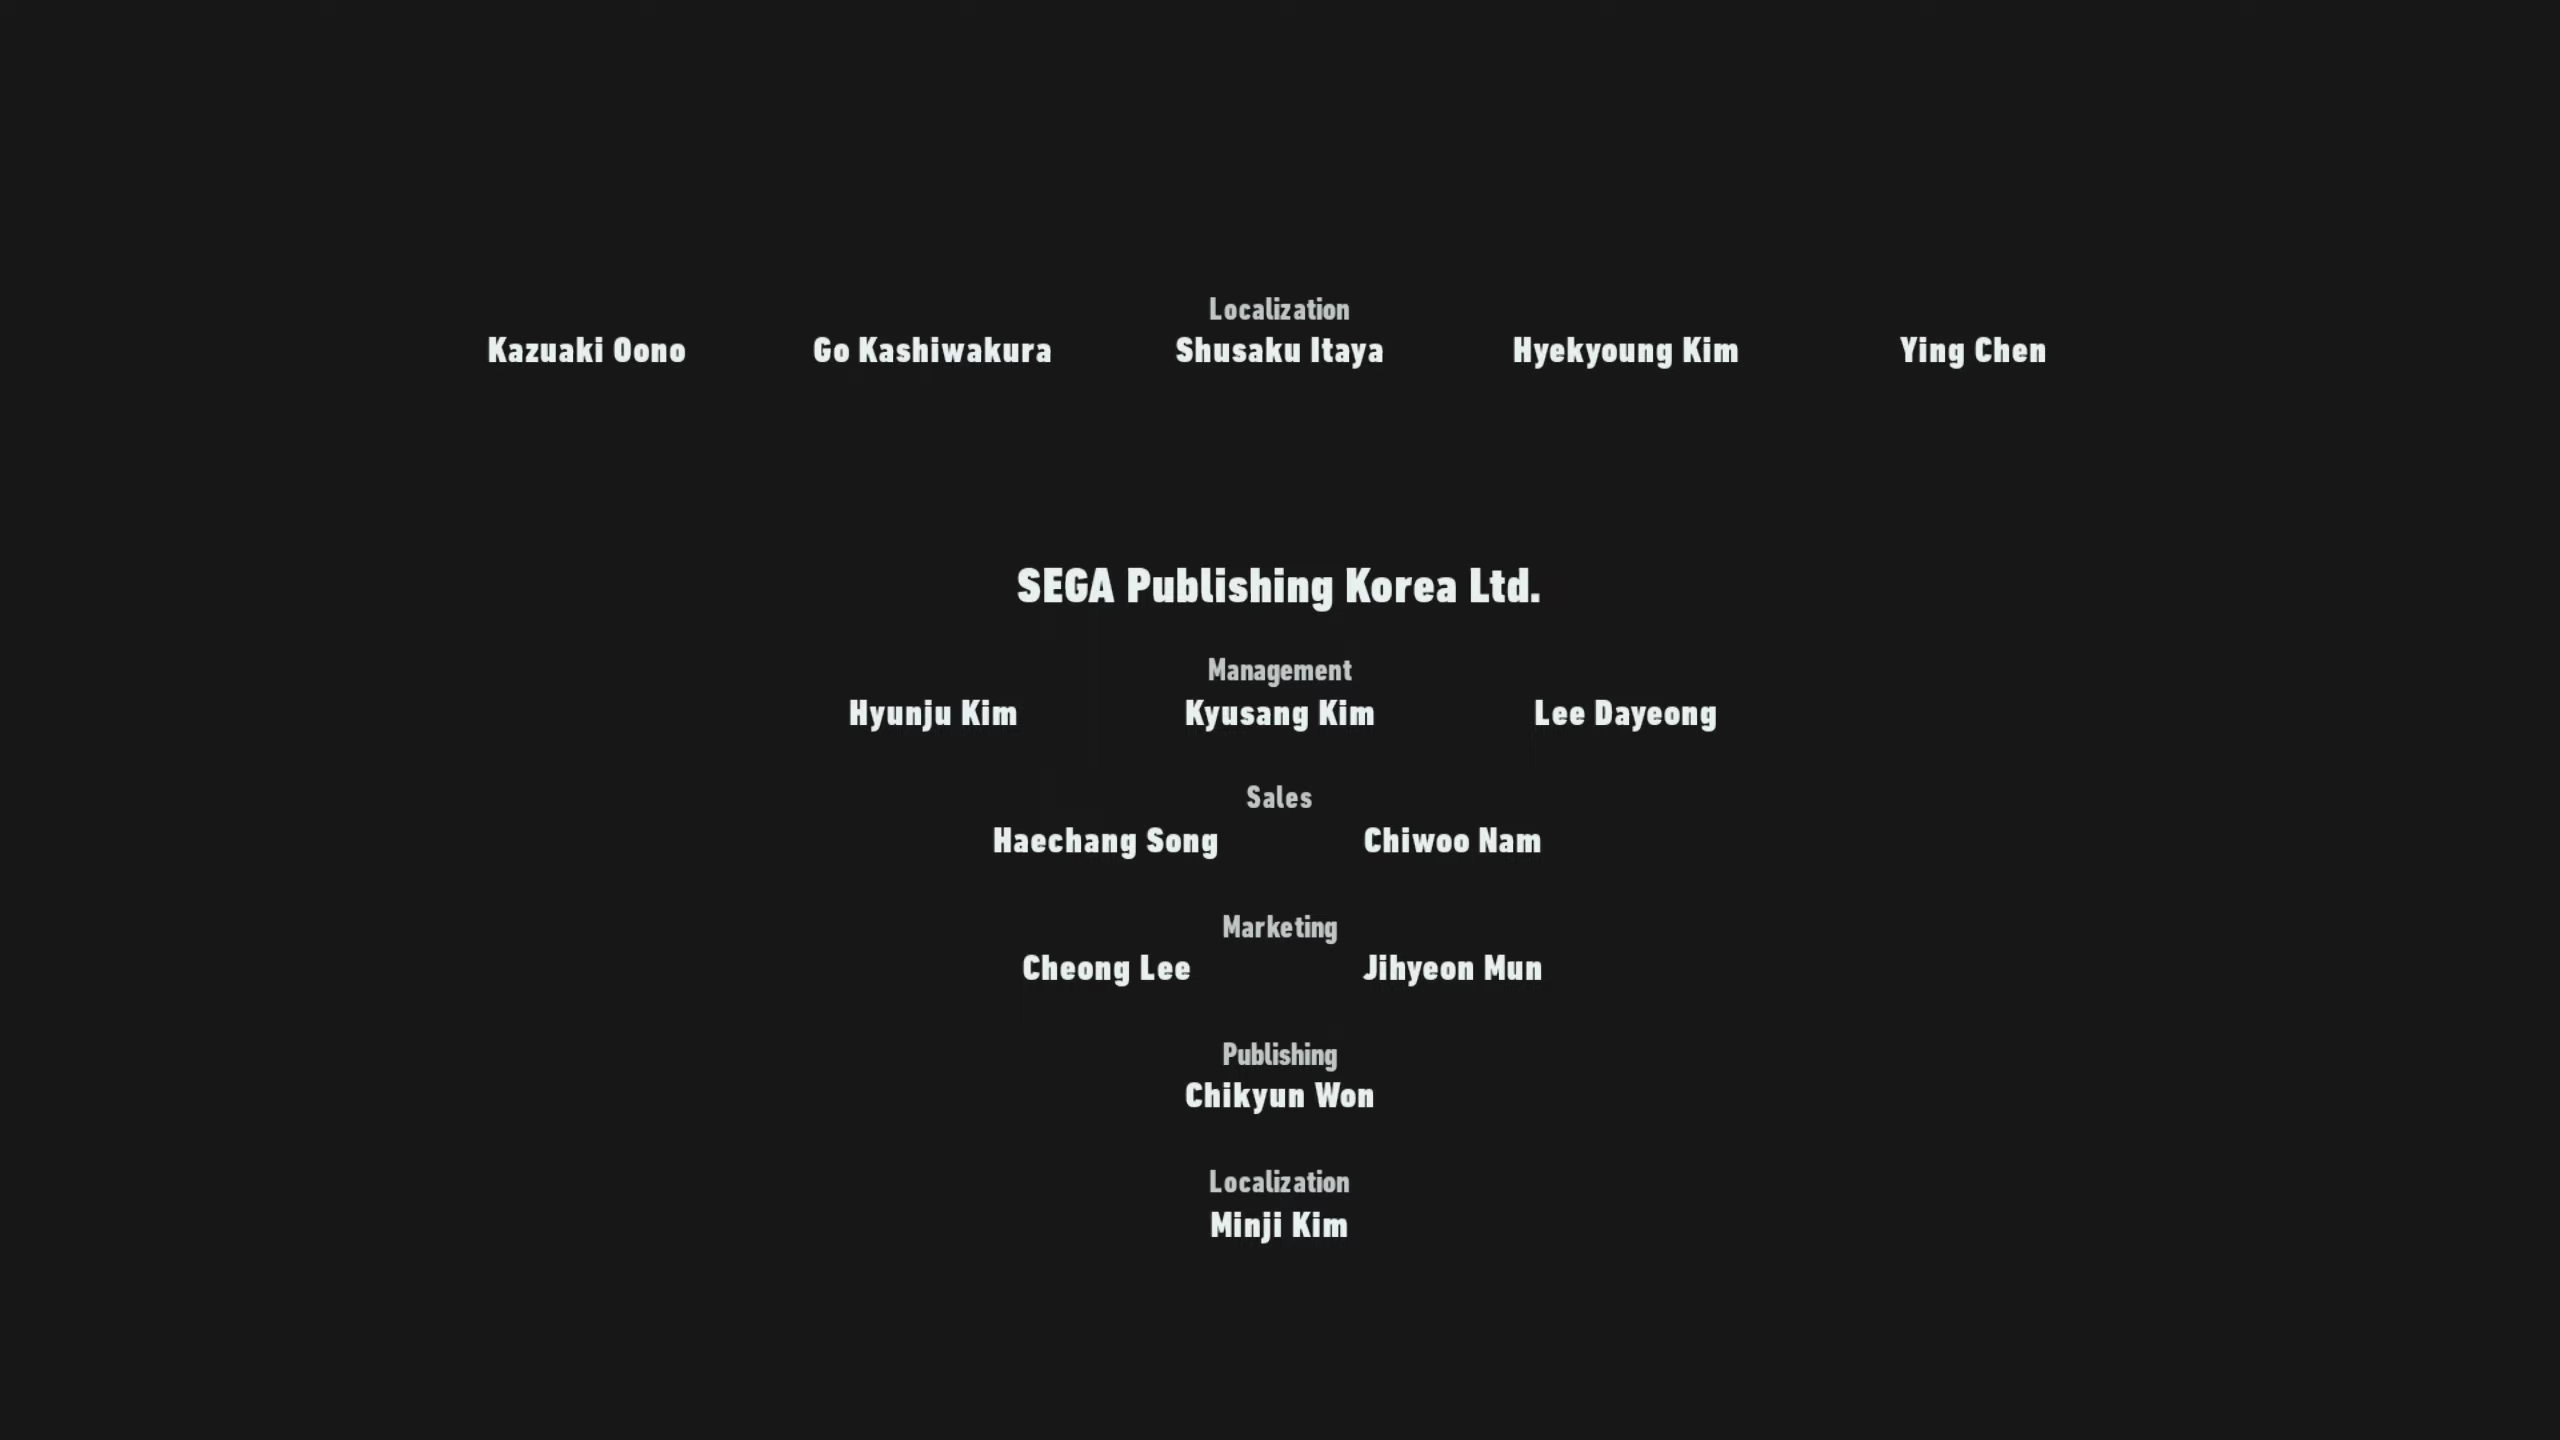 Localization
Kazuaki Oono Go Kashiwakura Shusaku Itaya Hyekyoung Kim Ying Chen
SEGA Publishing Korea Ltd.
Management
Hyunju Kim Kyusang Kim Lee Dayeong
Sales
Haechang Song Chiwoo Nam
Marketing
Cheong Lee Jihyeon Mun
Publishing
Chikyun Won
Localization
Minji Kim